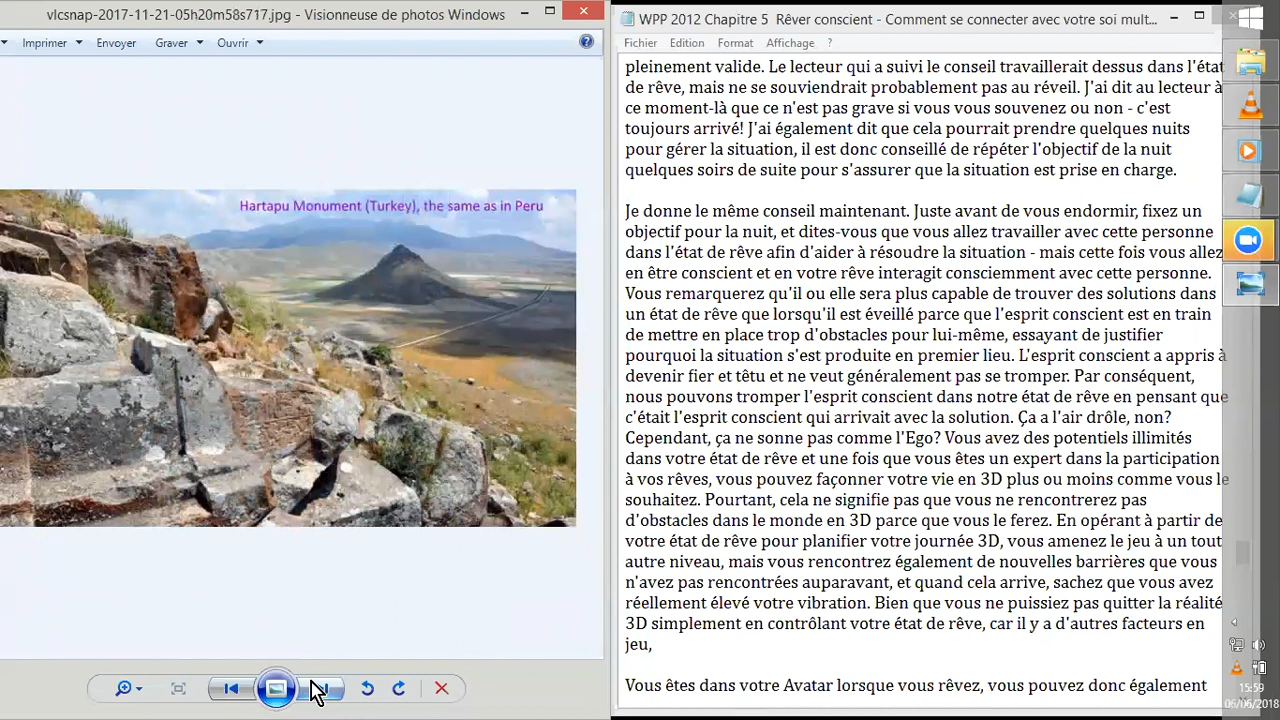 vlcsnap-2017-11-21-05h20m58s717.jpg - Visionneuse de photos Windows
Imprimer
Envoyer
Graver
Ouvrir
Hartapu Monument (Turkey), the same as in Peru
WPP 2012 Chapitre 5 Rêver conscient - Comment se connecter avec votre soi mult...
Fichier Edition Format Affichage ?
pleinement valide. Le lecteur qui a suivi le conseil travaillerait dessus dans l'état
de rêve, mais ne se souviendrait probablement pas au réveil. J'ai dit au lecteur à
ce moment-là que ce n'est pas grave si vous vous souvenez ou non - c'est
toujours arrivé! J'ai également dit que cela pourrait prendre quelques nuits
pour gérer la situation, il est donc conseillé de répéter l'objectif de la nuit
quelques soirs de suite pour s'assurer que la situation est prise en charge.
Je donne le même conseil maintenant. Juste avant de vous endormir, fixez un
objectif pour la nuit, et dites-vous que vous allez travailler avec cette personne
dans l'état de rêve afin d'aider à résoudre la situation - mais cette fois vous allez
en être conscient et en votre rêve interagit consciemment avec cette personne.
Vous remarquerez qu'il ou elle sera plus capable de trouver des solutions dans
un état de rêve que lorsqu'il est éveillé parce que l'esprit conscient est en train
de mettre en place trop d'obstacles pour lui-même, essayant de justifier
pourquoi la situation s'est produite en premier lieu. L'esprit conscient a appris à
devenir fier et têtu et ne veut généralement pas se tromper. Par conséquent,
nous pouvons tromper l'esprit conscient dans notre état de rêve en pensant que
c'était l'esprit conscient qui arrivait avec la solution. Ça a l'air drôle, non?
Cependant, ça ne sonne pas comme l'Ego? Vous avez des potentiels illimités
dans votre état de rêve et une fois que vous êtes un expert dans la participation
à vos rêves, vous pouvez façonner votre vie en 3D plus ou moins comme vous le
souhaitez. Pourtant, cela ne signifie pas que vous ne rencontrerez pas
d'obstacles dans le monde en 3D parce que vous le ferez. En opérant à partir de
votre état de rêve pour planifier votre journée 3D, vous amenez le jeu à un tout
autre niveau, mais vous rencontrez également de nouvelles barrières que vous
n'avez pas rencontrées auparavant, et quand cela arrive, sachez que vous avez
réellement élevé votre vibration. Bien que vous ne puissiez pas quitter la réalité
3D simplement en contrôlant votre état de rêve, car il y a d'autres facteurs en
jeu,
Vous êtes dans votre Avatar lorsque vous rêvez, vous pouvez donc également
15:59
06/06/2018